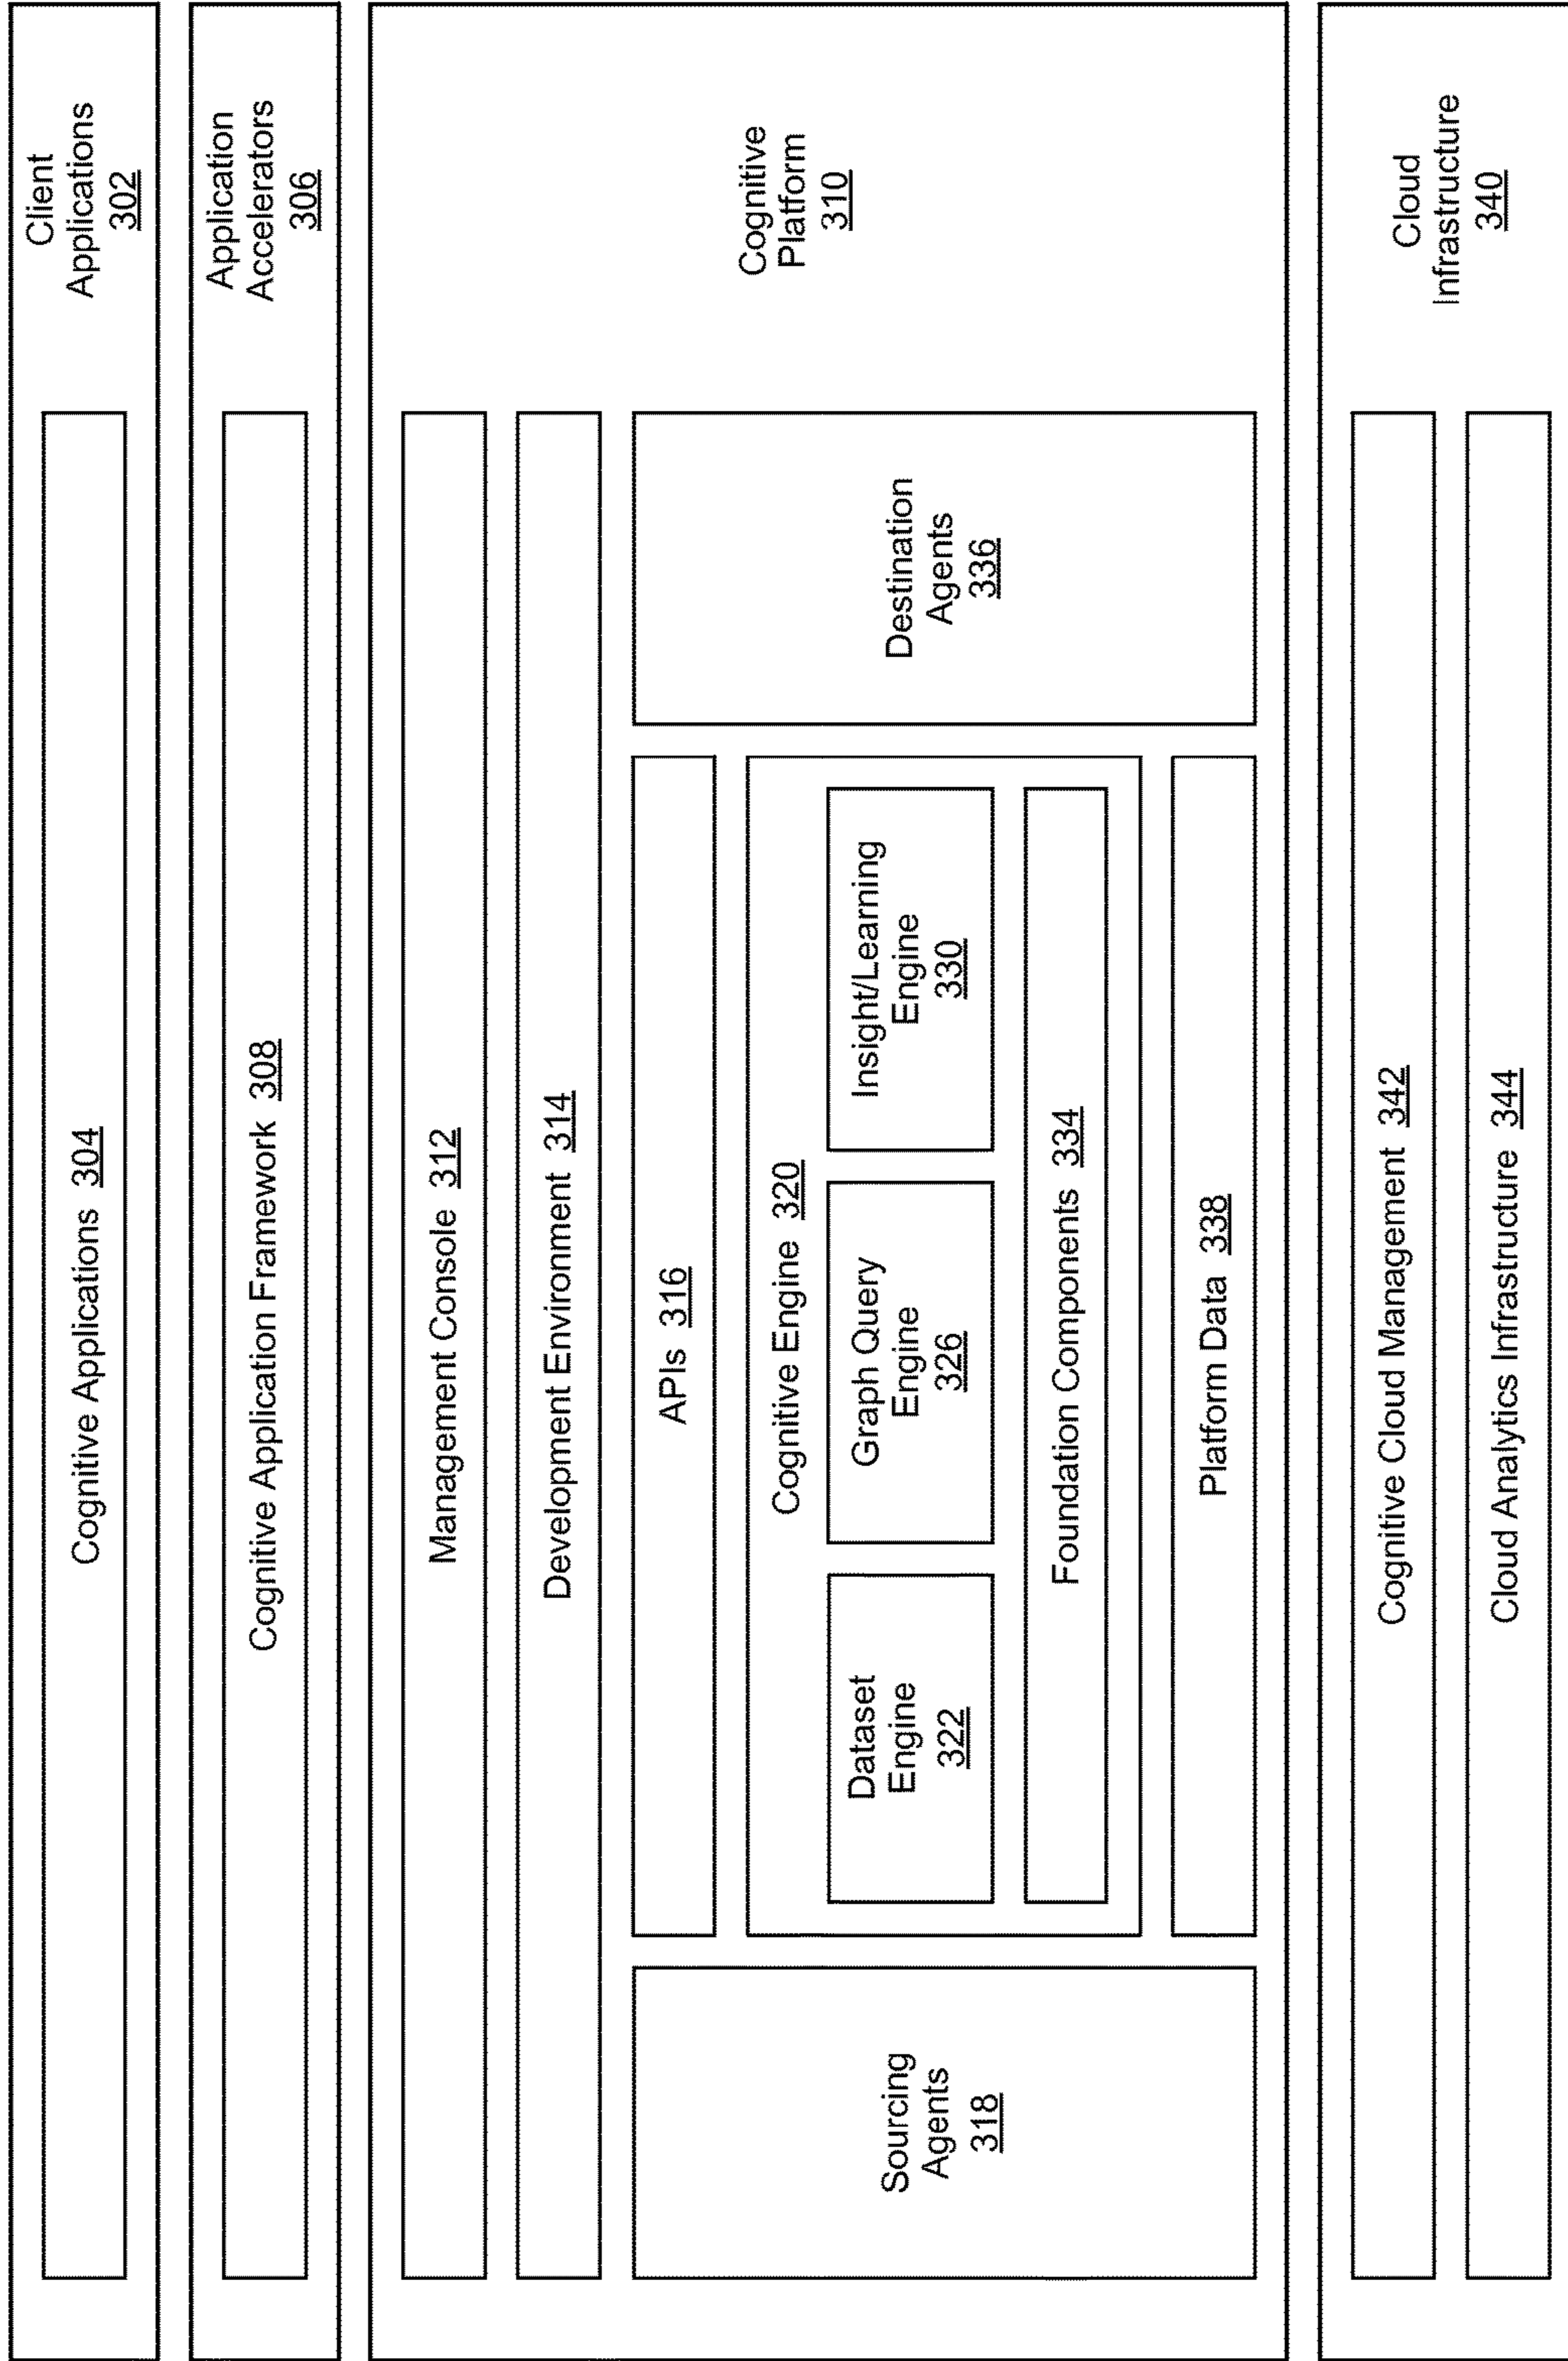 Client
Applications
302
Cognitive Applications 304
Application
Accelerators
306
Cognitive Application Framework 308
Cognitive
Platform
310
Management Console 312
Development Environment 314
Sourcing
Agents
318
APIs 316
Cognitive Engine 320
Dataset
Engine
322
Graph Query
Engine
326
Insight/Learning
Engine
330
Foundation Components 334
Platform Data 338
Destination
Agents
336
Cloud
Infrastructure
340
Cognitive Cloud Management 342
Cloud Analytics Infrastructure 344